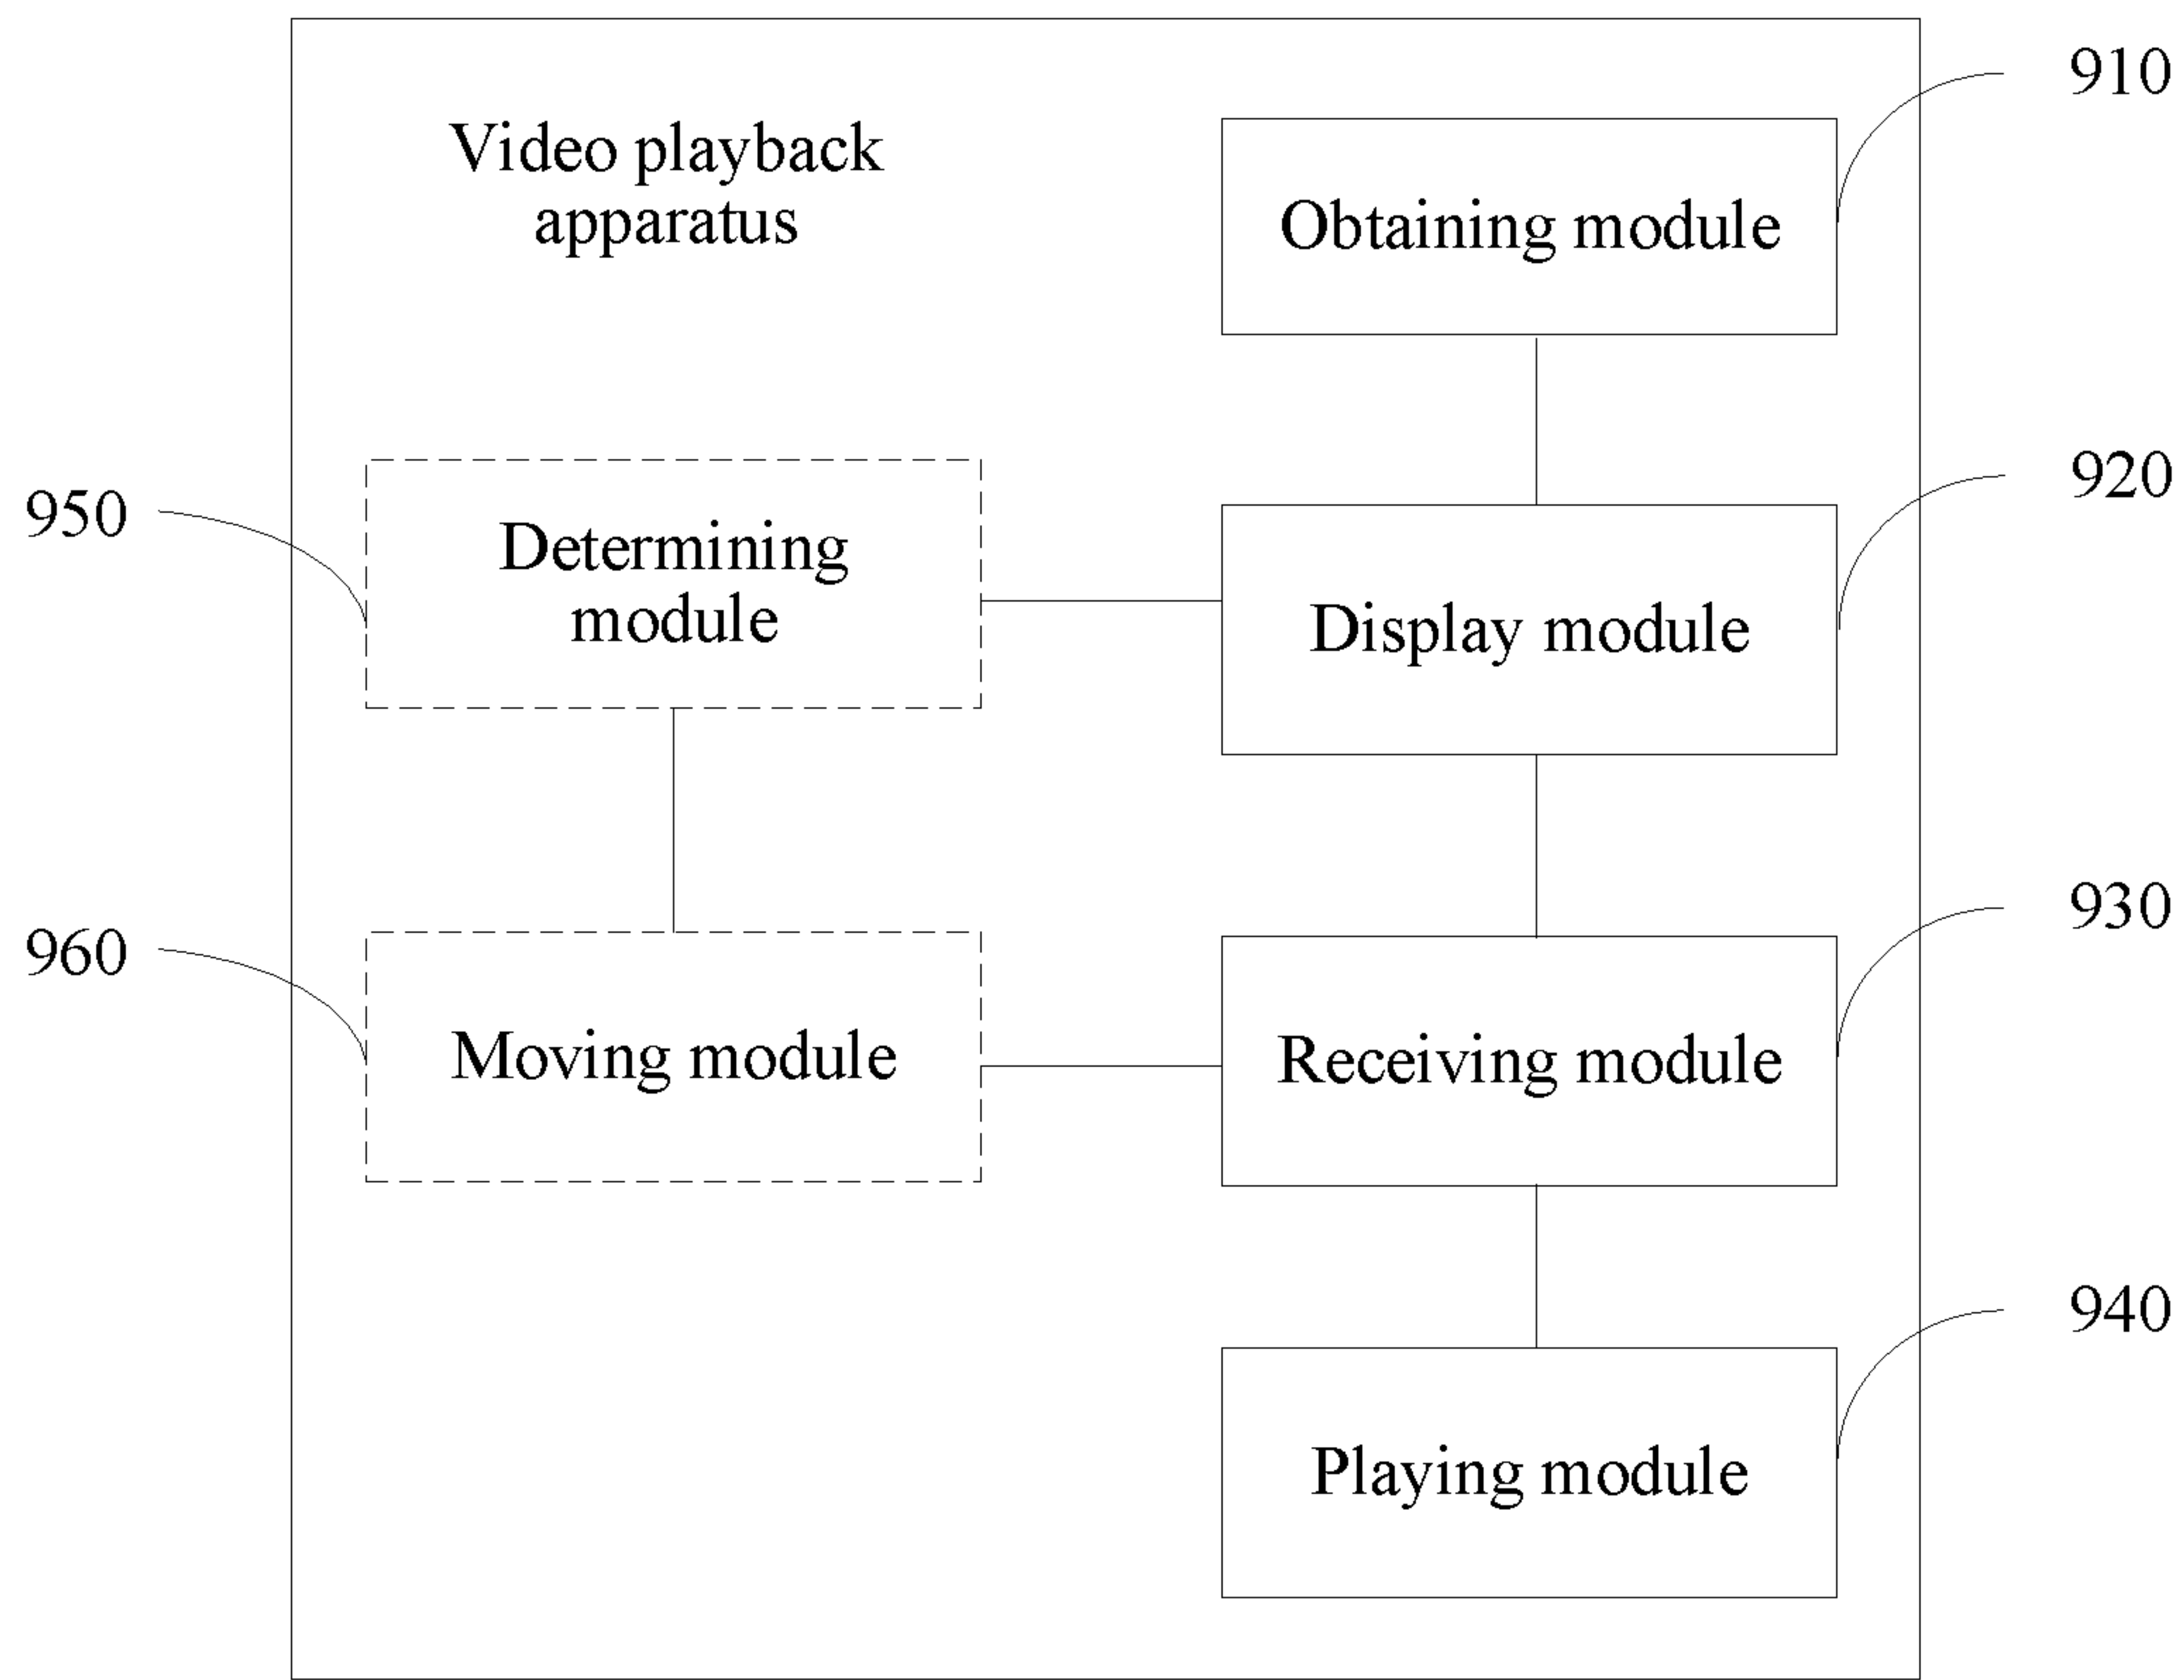 Video playback
apparatus
910
Obtaining module
920
950
Determining
module
Display module
930
960
Moving module
Receiving module
940
Playing module